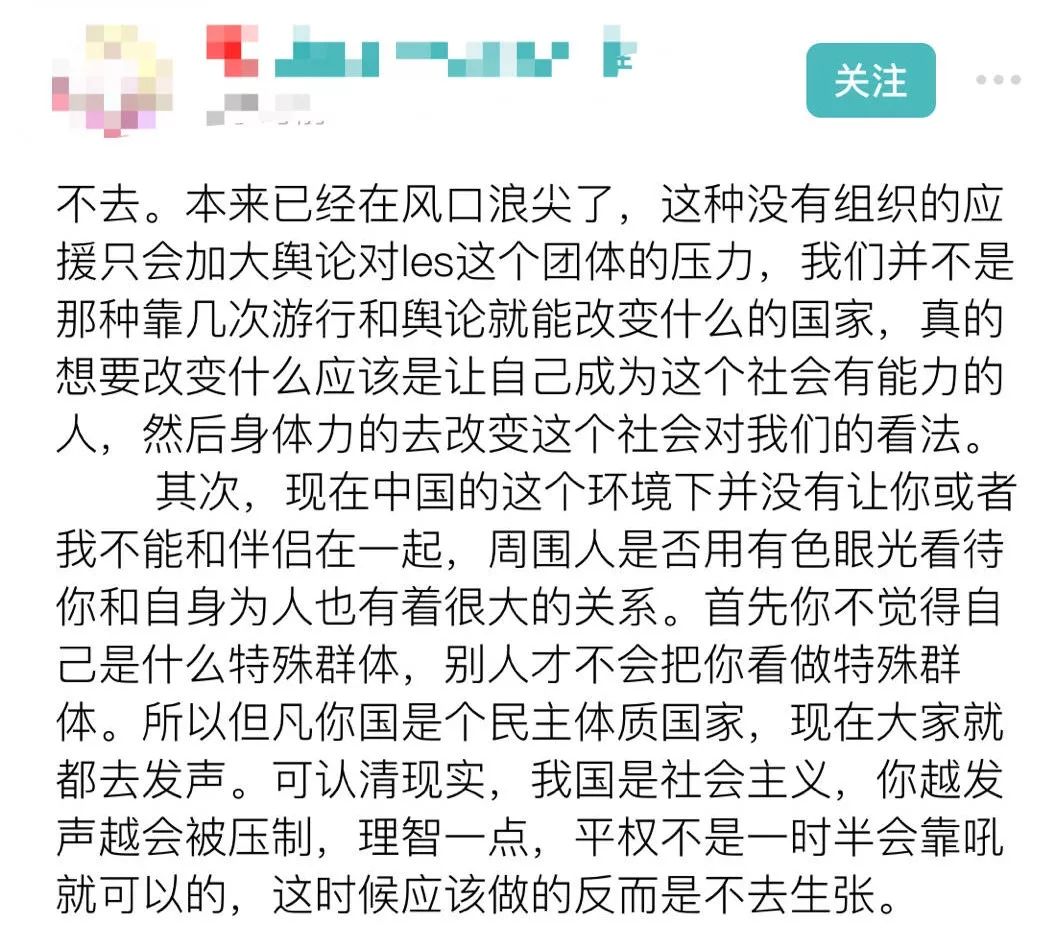 关注
不去。本来已经在风口浪尖了，这种没有组织的应
援只会加大舆论对les这个团体的压力，我们并不是
那种靠几次游行和舆论就能改变什么的国家，真的
想要改变什么应该是让自己成为这个社会有能力的
人，然后身体力的去改变这个社会对我们的看法。
其次，现在中国的这个环境下并没有让你或者
我不能和伴侣在一起，周围人是否用有色眼光看待
你和自身为人也有着很大的关系。首先你不觉得自
己是什么特殊群体，别人才不会把你看做特殊群
体。所以但凡你国是个民主体质国家，现在大家就
都去发声。可认清现实，我国是社会主义，你越发
声越会被压制，理智一点，平权不是一时半会靠吼
就可以的，这时候应该做的反而是不去生张。